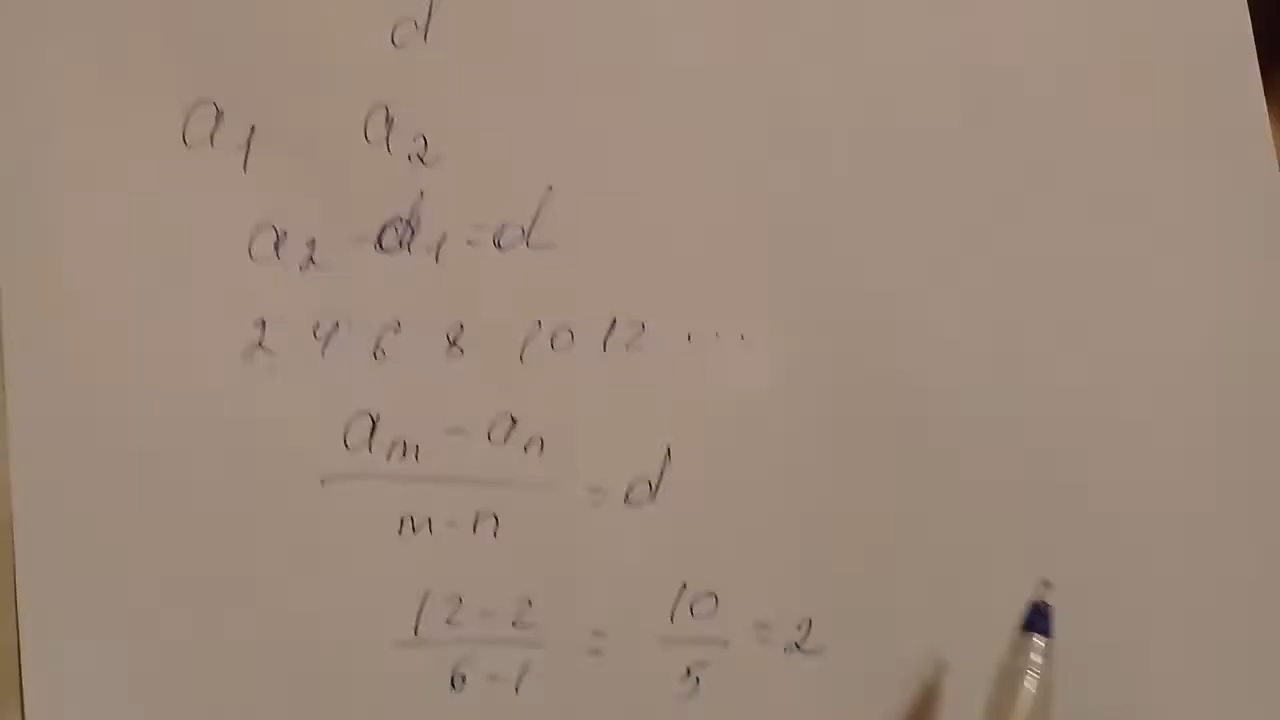 d
a₁ a₂
a₂ - a₁ = d
2 4 6 8 10 12 ...
aₘ - aₙ
m - n
= d
12 - 2
6 - 1
=
10
5
= 2